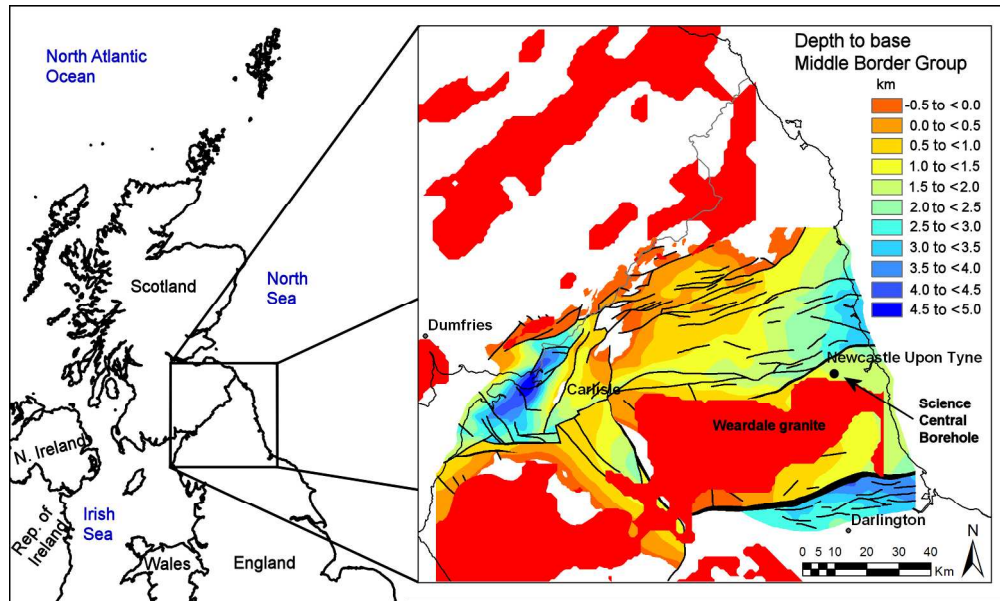 North Atlantic
Ocean
Scotland
North
Sea
N. Ireland
Rep. of
Ireland
Irish
Sea
Wales
England
Depth to base
Middle Border Group
km
-0.5 to < 0.0
0.0 to <0.5
0.5 to <1.0
1.0 to <1.5
1.5 to <2.0
2.0 to <2.5
2.5 to <3.0
3.0 to <3.5
3.5 to <4.0
4.0 to <4.5
4.5 to <5.0
Dumfries
Carlisle
Newcastle Upon Tyne
Science
Central
Borehole
Weardale granite
Darlington
N
0 5 10 20 30 40
Km